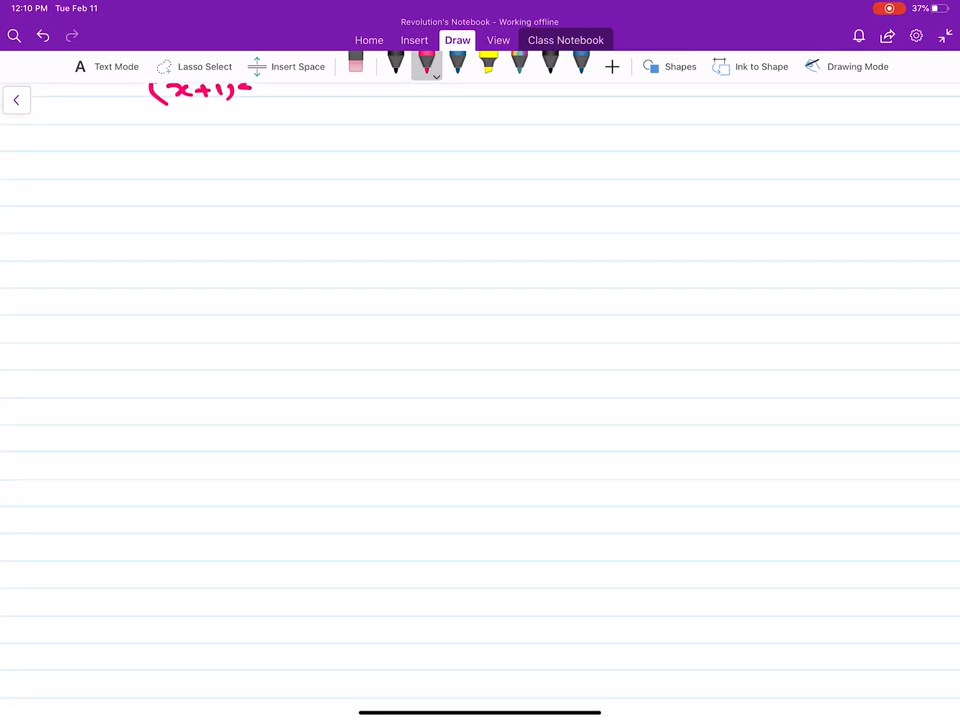 12:10 PM Tue Feb 11
37%
Revolution's Notebook - Working offline
Home Insert Draw View Class Notebook
A Text Mode Lasso Select Insert Space Shapes Ink to Shape Drawing Mode
(x+1)